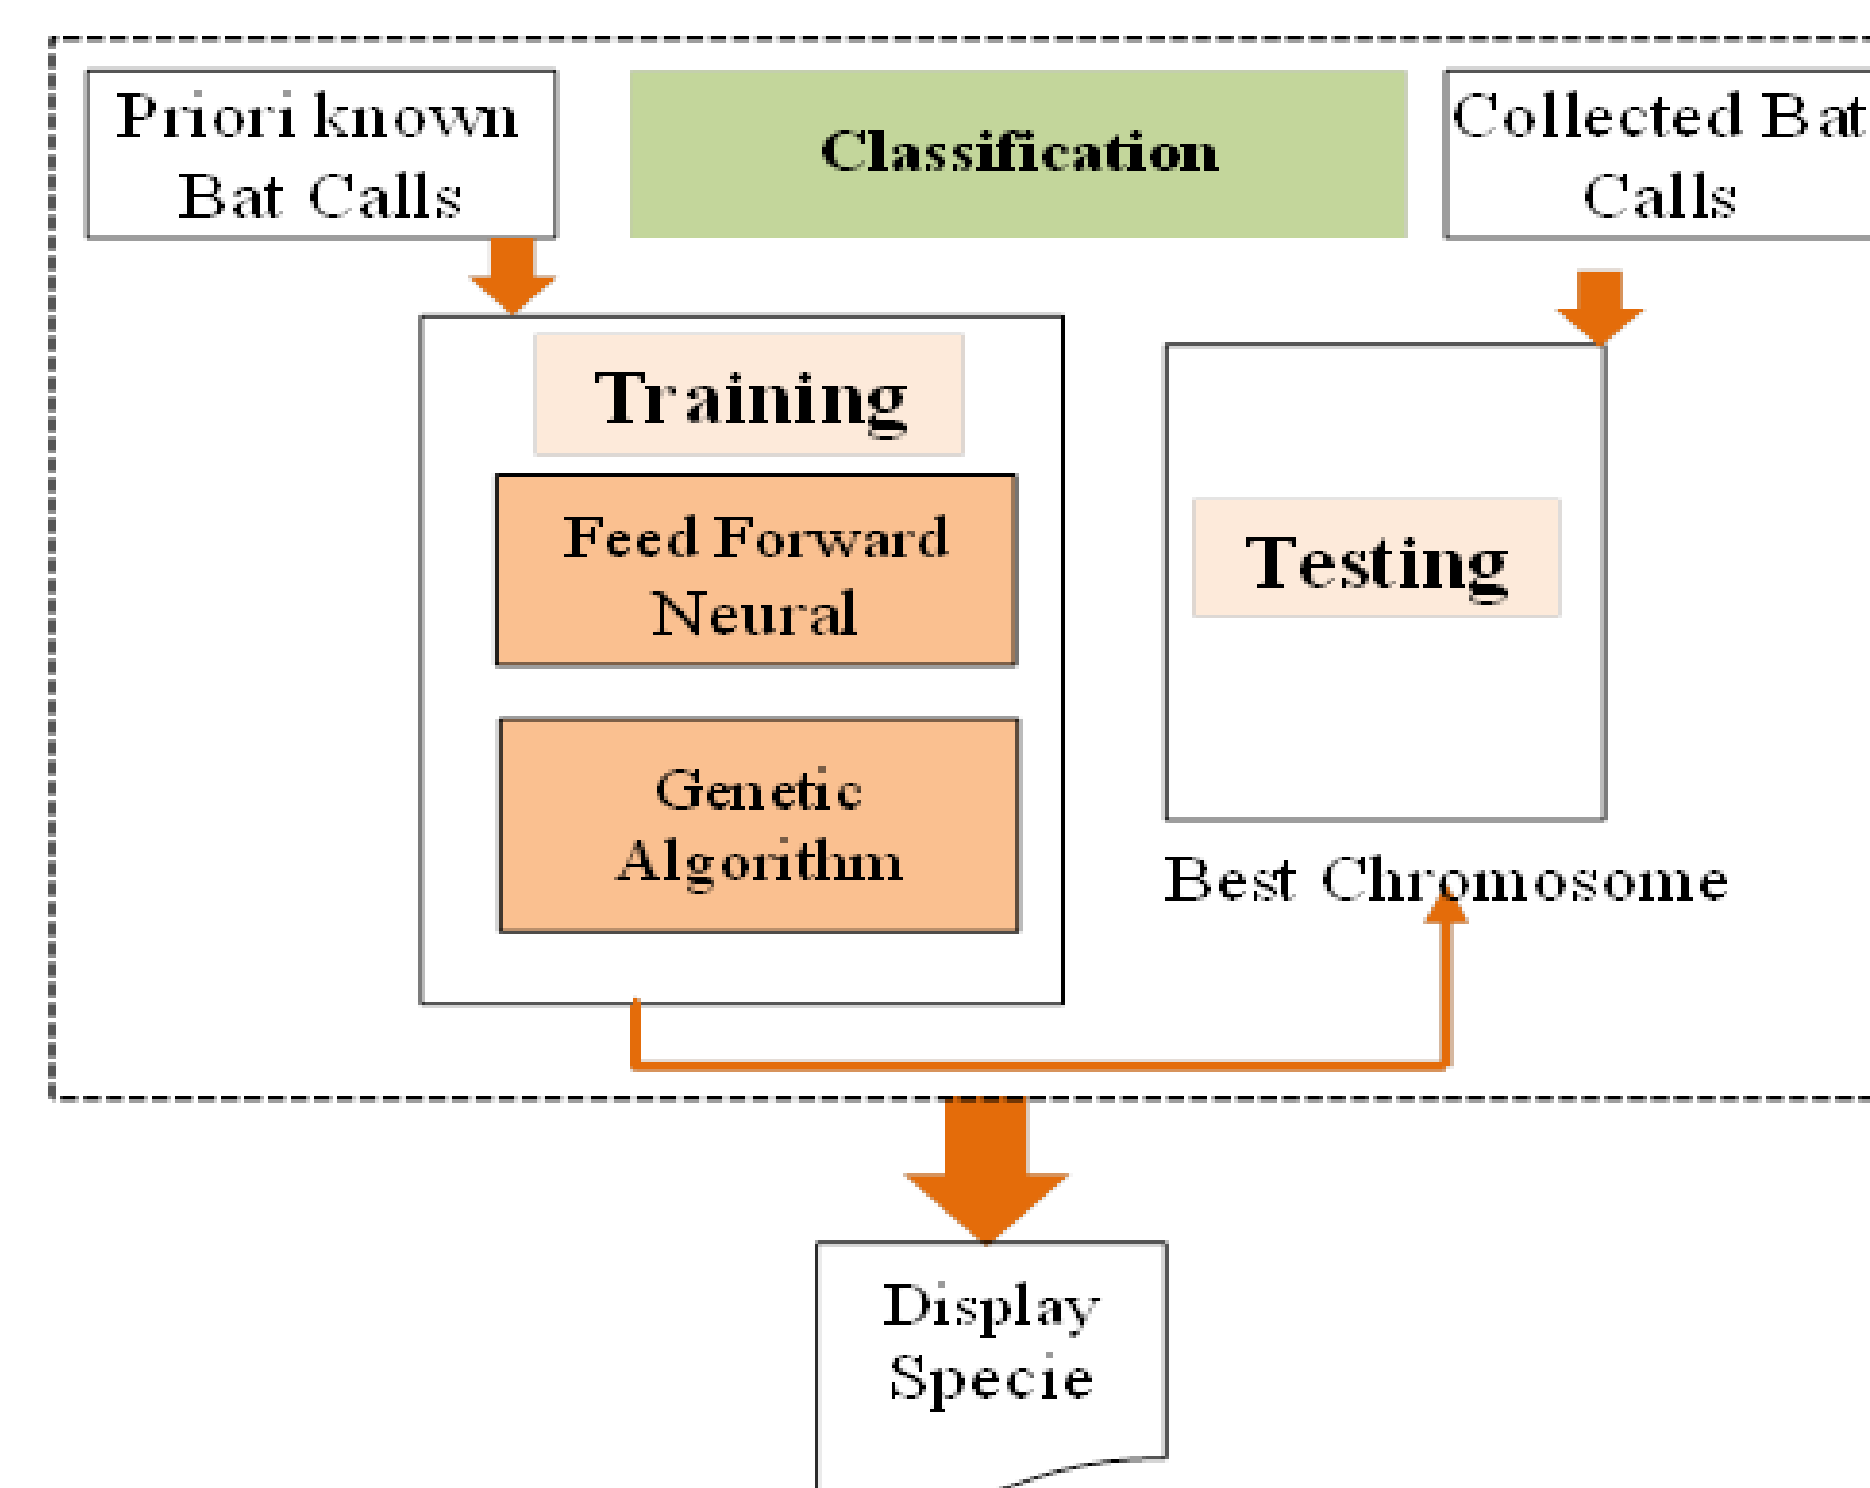 Priori known
Bat Calls
Classification
Collected Bat
Calls
Training
Feed Forward
Neural
Genetic
Algorithm
Testing
Best Chromosome
Display
Specie